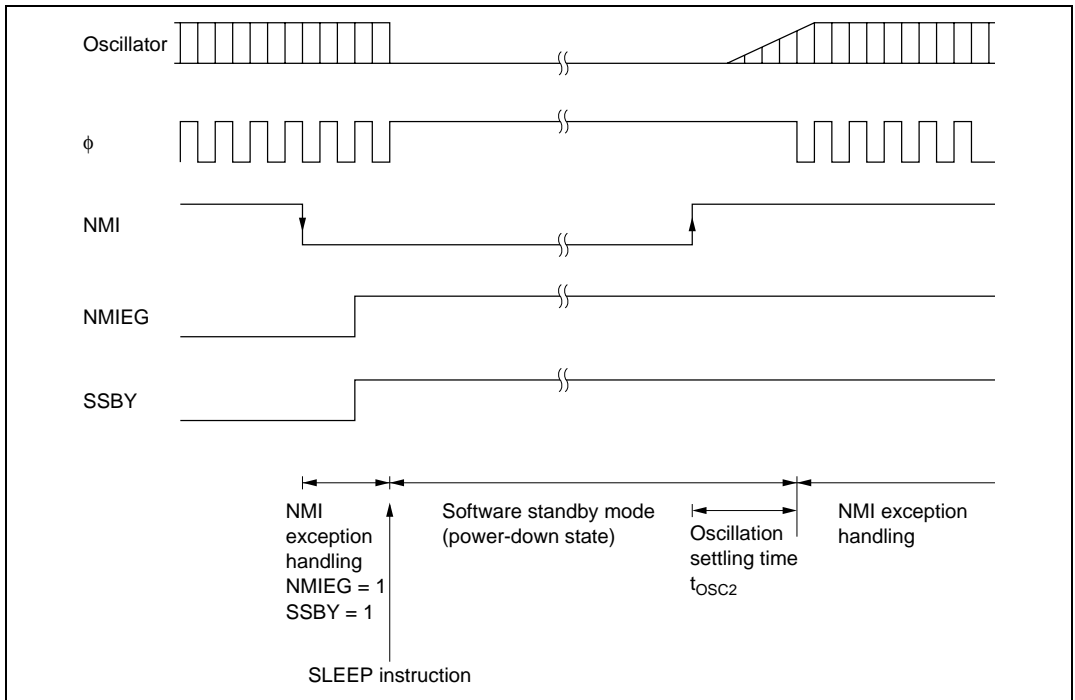 Oscillator
φ
NMI
NMIEG
SSBY
NMI
exception
handling
NMIEG = 1
SSBY = 1
Software standby mode
(power-down state)
Oscillation
settling time
tOSC2
NMI exception
handling
SLEEP instruction